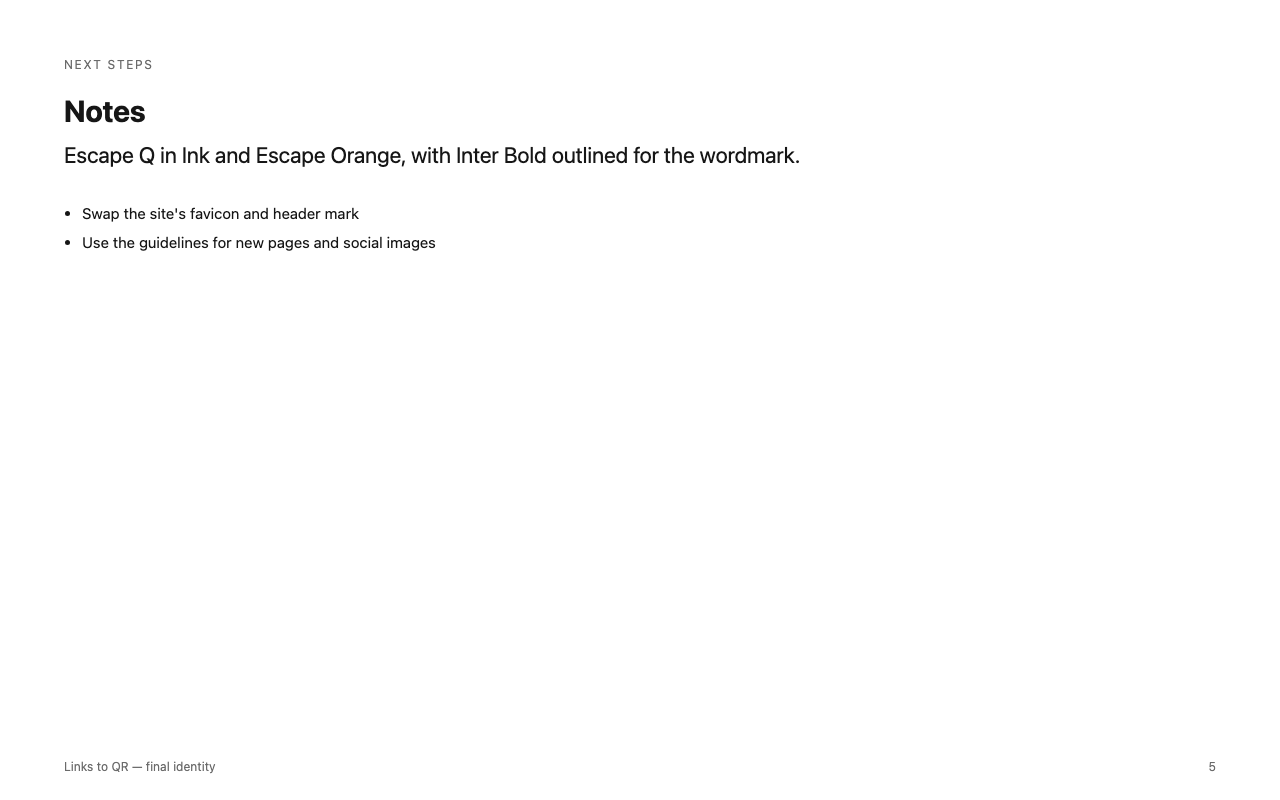 NEXT STEPS
Notes
Escape Q in Ink and Escape Orange, with Inter Bold outlined for the wordmark.
• Swap the site's favicon and header mark
• Use the guidelines for new pages and social images
Links to QR — final identity
5